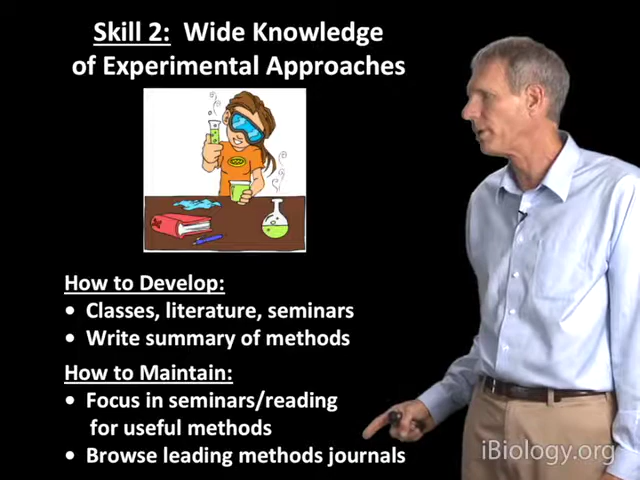 Skill 2: Wide Knowledge
of Experimental Approaches
How to Develop:
• Classes, literature, seminars
• Write summary of methods
How to Maintain:
• Focus in seminars/reading
for useful methods
• Browse leading methods journals
iBiology.org